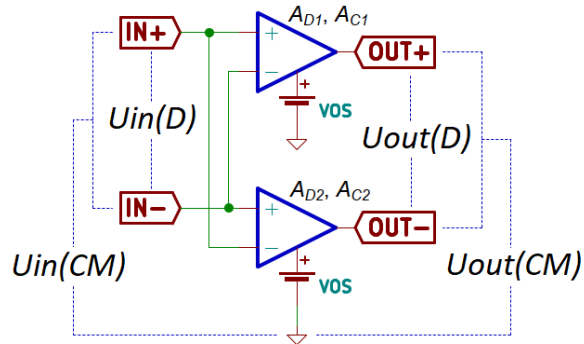 A_D1, A_C1
IN+
+
−
OUT+
+
VOS
Uin(D)
Uout(D)
A_D2, A_C2
IN−
+
−
OUT−
Uin(CM)
+
VOS
Uout(CM)